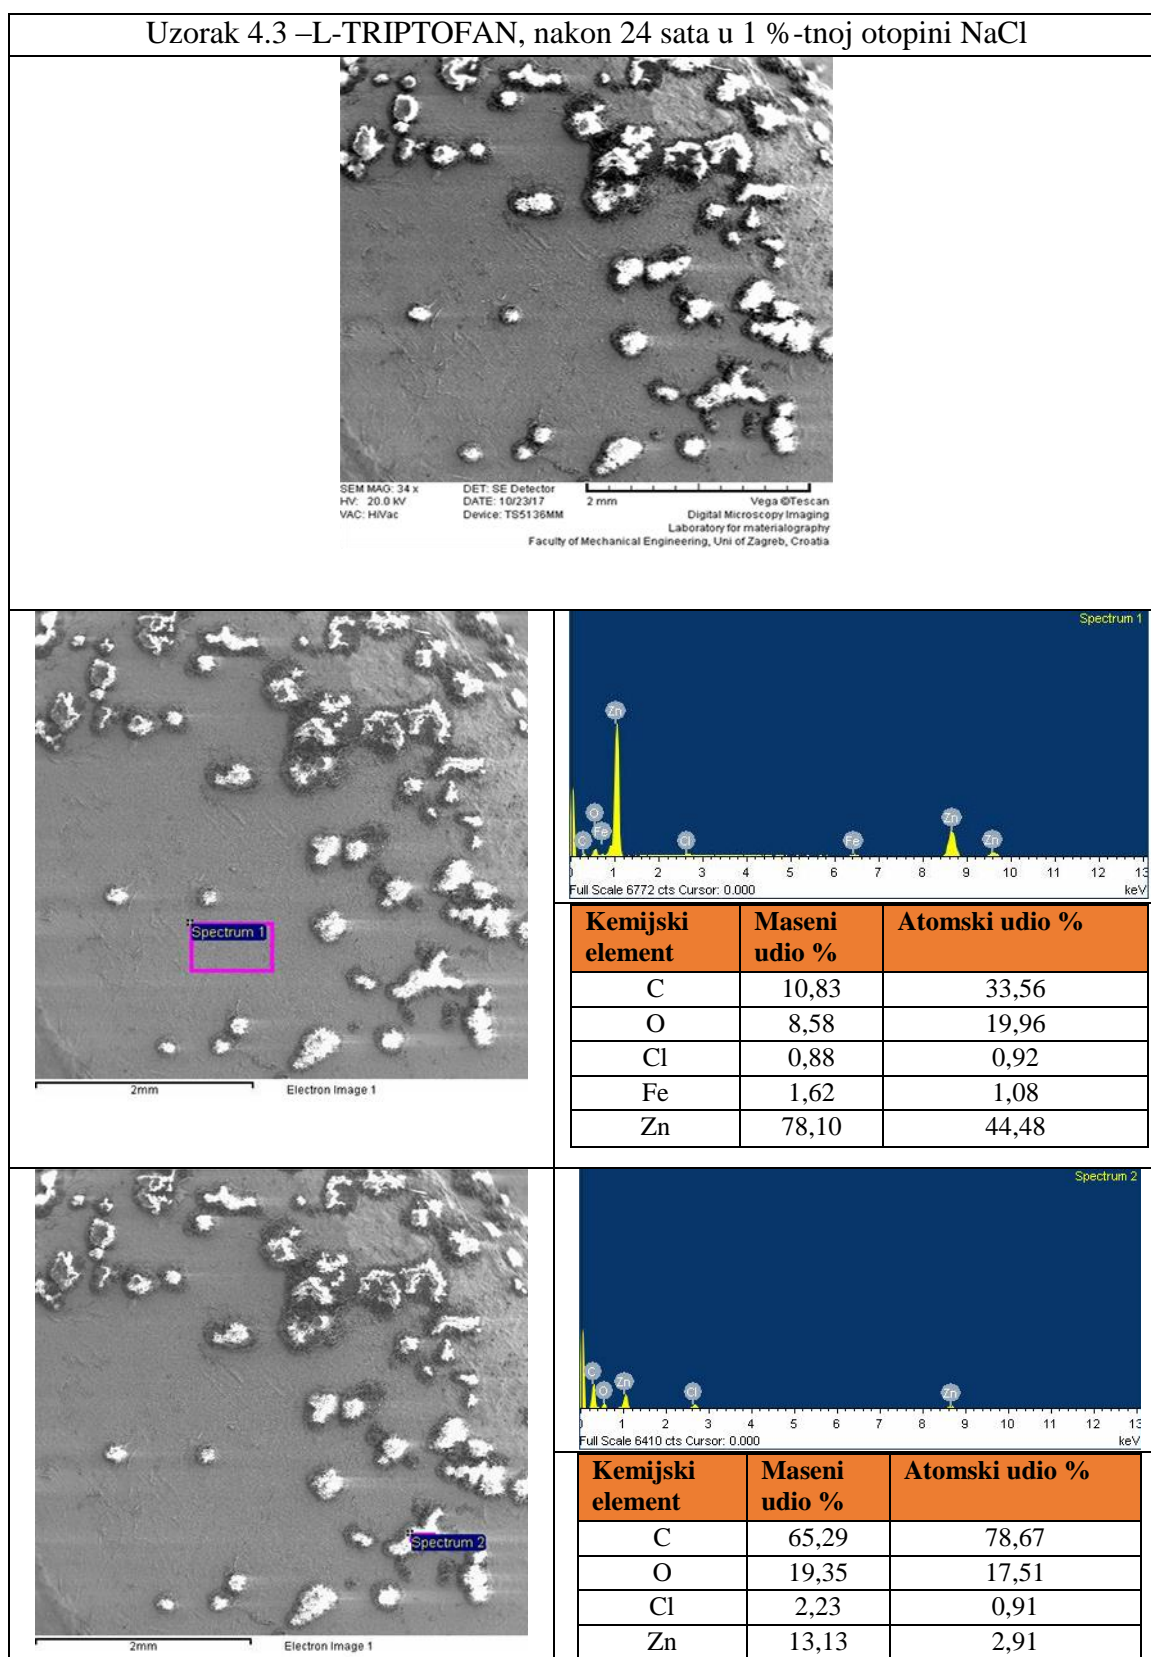 Uzorak 4.3 –L-TRIPTOFAN, nakon 24 sata u 1 %-tnoj otopini NaCl
SEM MAG: 34 x DET: SE Detector
HV: 20.0 kV DATE: 10/23/17 2 mm Vega ©Tescan
VAC: HiVac Device: TS5136MM Digital Microscopy Imaging
Laboratory for materialography
Faculty of Mechanical Engineering, Uni of Zagreb, Croatia
Spectrum 1
2mm Electron Image 1
Spectrum 1
Zn
O
Fe
C
Cl
Fe
Zn
Zn
0 1 2 3 4 5 6 7 8 9 10 11 12 13
Full Scale 6772 cts Cursor: 0.000 keV
Kemijski element Maseni udio % Atomski udio %
C 10,83 33,56
O 8,58 19,96
Cl 0,88 0,92
Fe 1,62 1,08
Zn 78,10 44,48
Spectrum 2
2mm Electron Image 1
Spectrum 2
C
O
Zn
Cl
Zn
0 1 2 3 4 5 6 7 8 9 10 11 12 13
Full Scale 6410 cts Cursor: 0.000 keV
Kemijski element Maseni udio % Atomski udio %
C 65,29 78,67
O 19,35 17,51
Cl 2,23 0,91
Zn 13,13 2,91